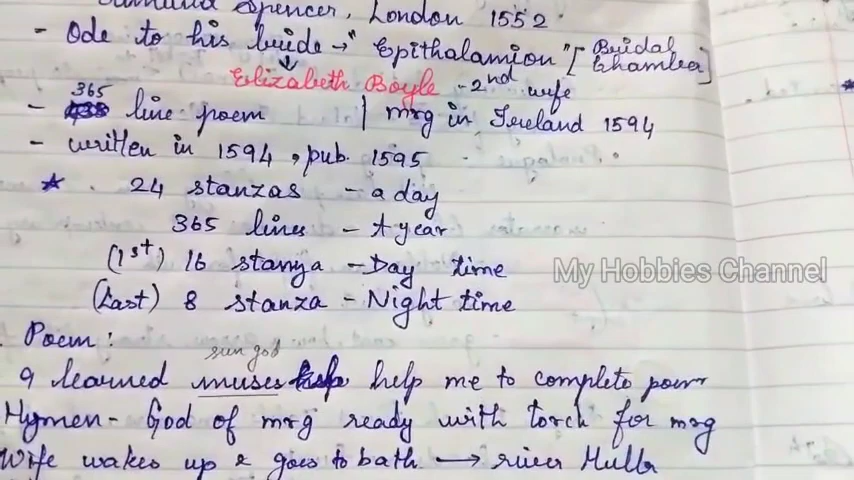 Spencer, London 1552.
- Ode to his bride → "Epithalamion" [Bridal Chamber]
Elizabeth Boyle - 2nd wife
365
- line poem | mrg in Ireland 1594
- written in 1594, pub. 1595
* . 24 stanzas - a day
365 lines - A year
(1st) 16 stanza - Day time
My Hobbies Channel
(Last) 8 stanza - Night time
Poem:
sun god
9 learned muses help me to complete poem
Hymen - God of mrg ready with torch for mrg
Wife wakes up & goes to bath → river Mulla